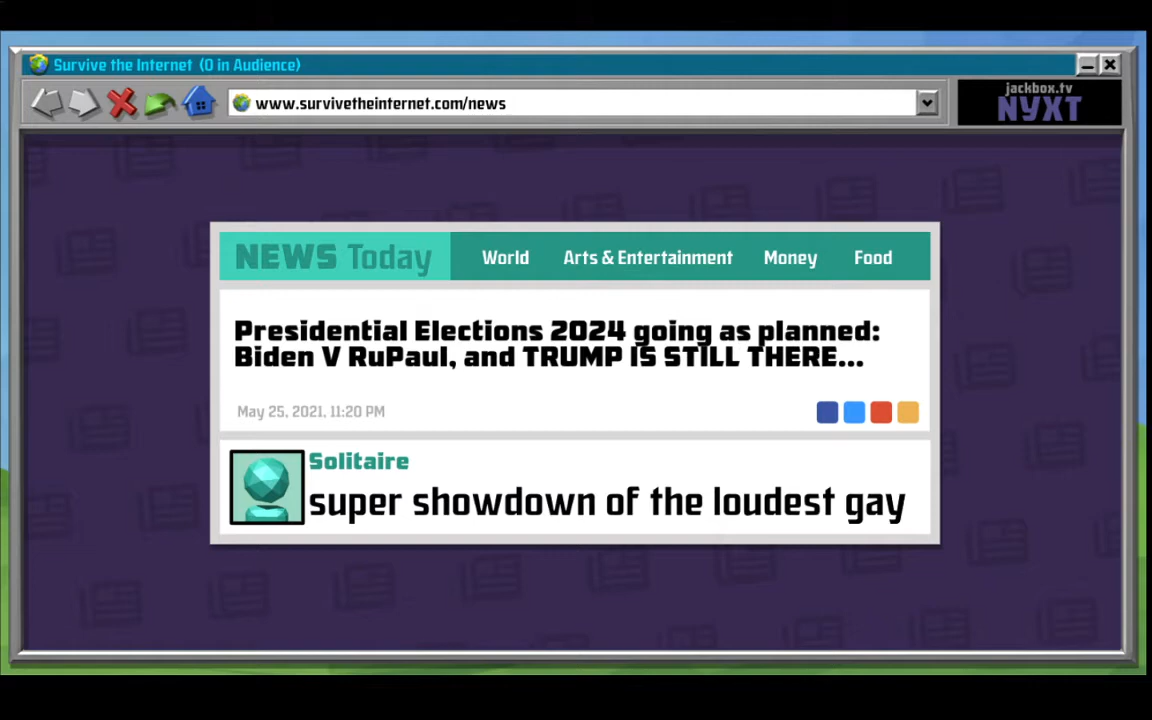 Survive the Internet (0 in Audience)
www.survivetheinternet.com/news
jackbox.tv
NYXT
NEWS Today
World
Arts & Entertainment
Money
Food
Presidential Elections 2024 going as planned:
Biden V RuPaul, and TRUMP IS STILL THERE...
May 25, 2021, 11:20 PM
Solitaire
super showdown of the loudest gay